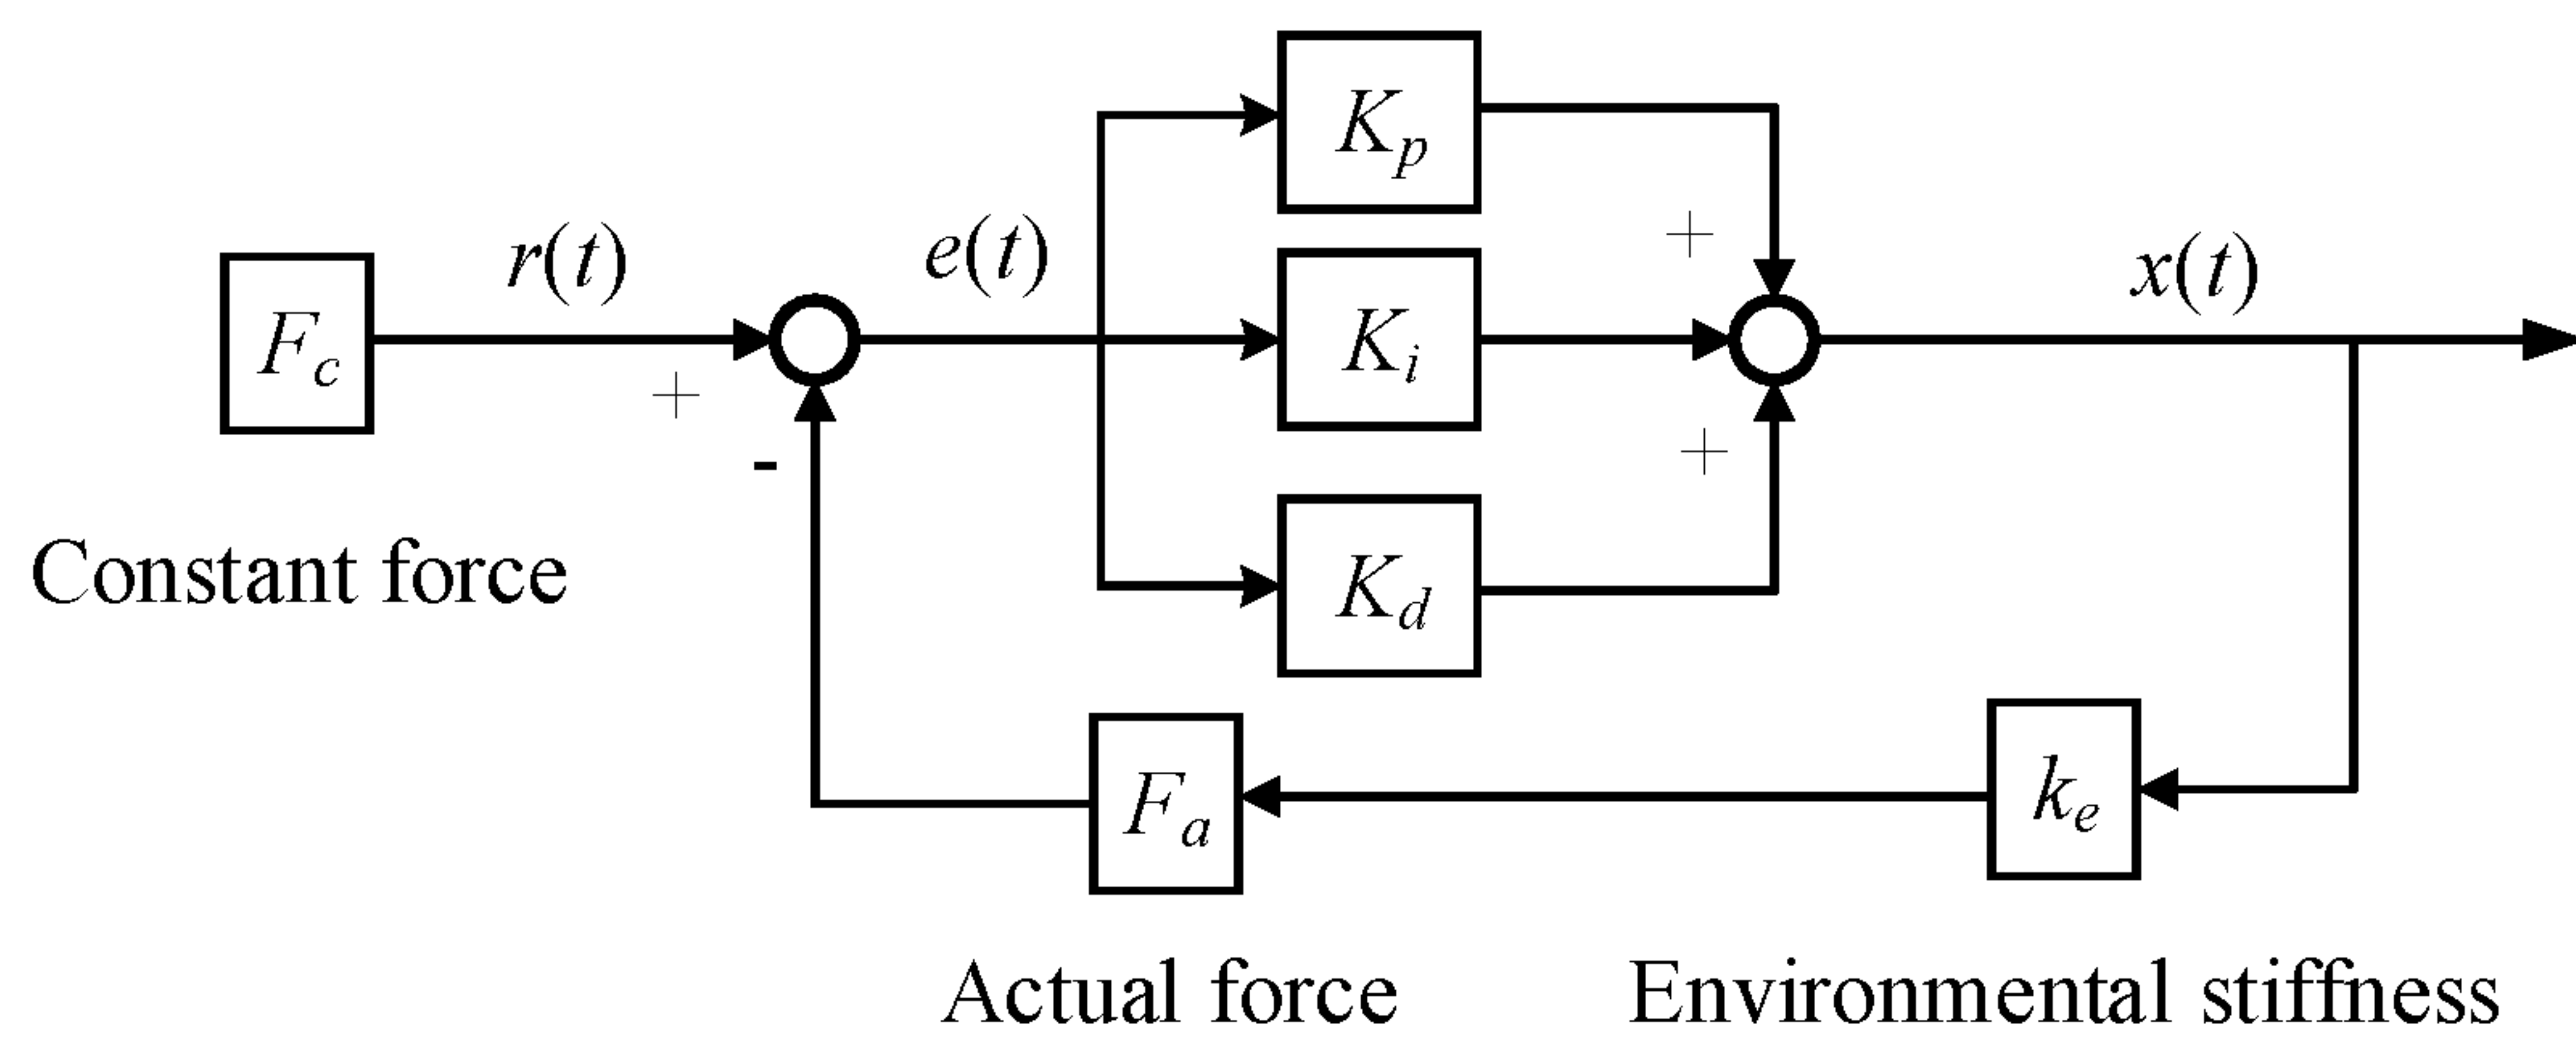 K_p
r(t)
e(t)
+
x(t)
F_c
K_i
+
-
+
K_d
Constant force
F_a
k_e
Actual force
Environmental stiffness